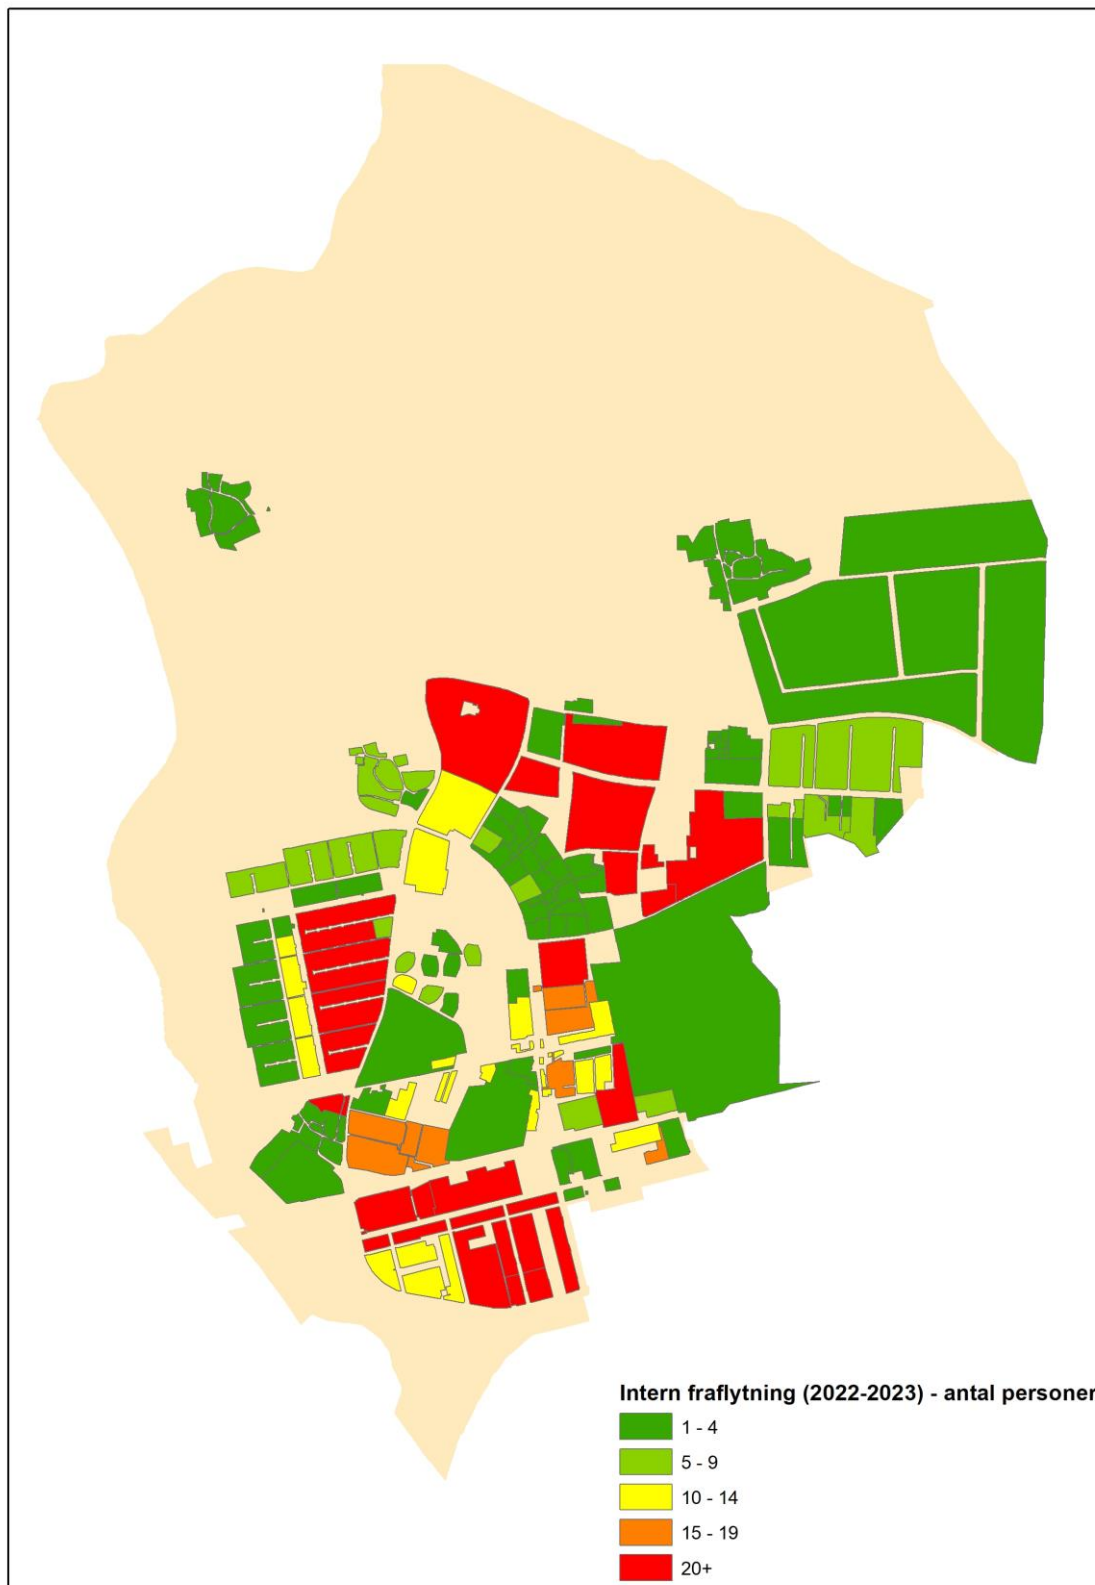 Intern fraflytning (2022-2023) - antal personer
1 - 4
5 - 9
10 - 14
15 - 19
20+